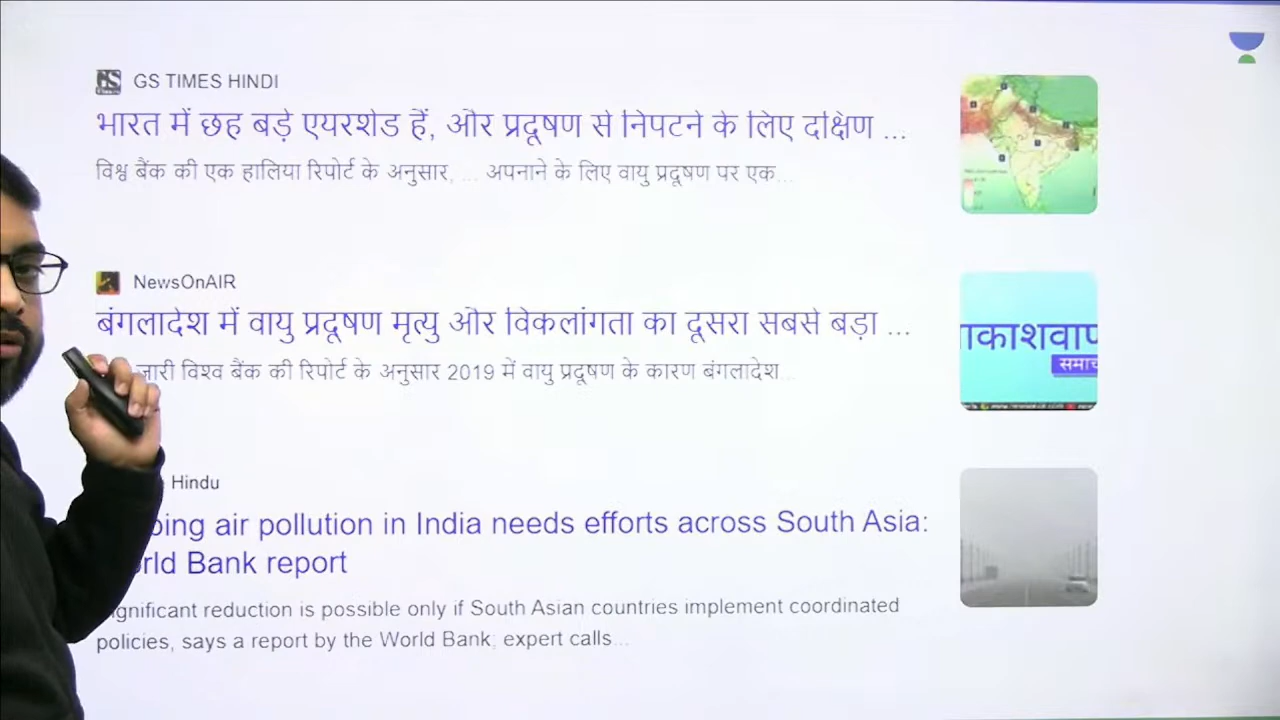 GS TIMES HINDI
भारत में छह बड़े एयरशेड हैं, और प्रदूषण से निपटने के लिए दक्षिण ...
विश्व बैंक की एक हालिया रिपोर्ट के अनुसार, ... अपनाने के लिए वायु प्रदूषण पर एक...
NewsOnAIR
बंगलादेश में वायु प्रदूषण मृत्यु और विकलांगता का दूसरा सबसे बड़ा ...
जारी विश्व बैंक की रिपोर्ट के अनुसार 2019 में वायु प्रदूषण के कारण बंगलादेश...
Hindu
air pollution in India needs efforts across South Asia:
World Bank report
significant reduction is possible only if South Asian countries implement coordinated
policies, says a report by the World Bank; expert calls...